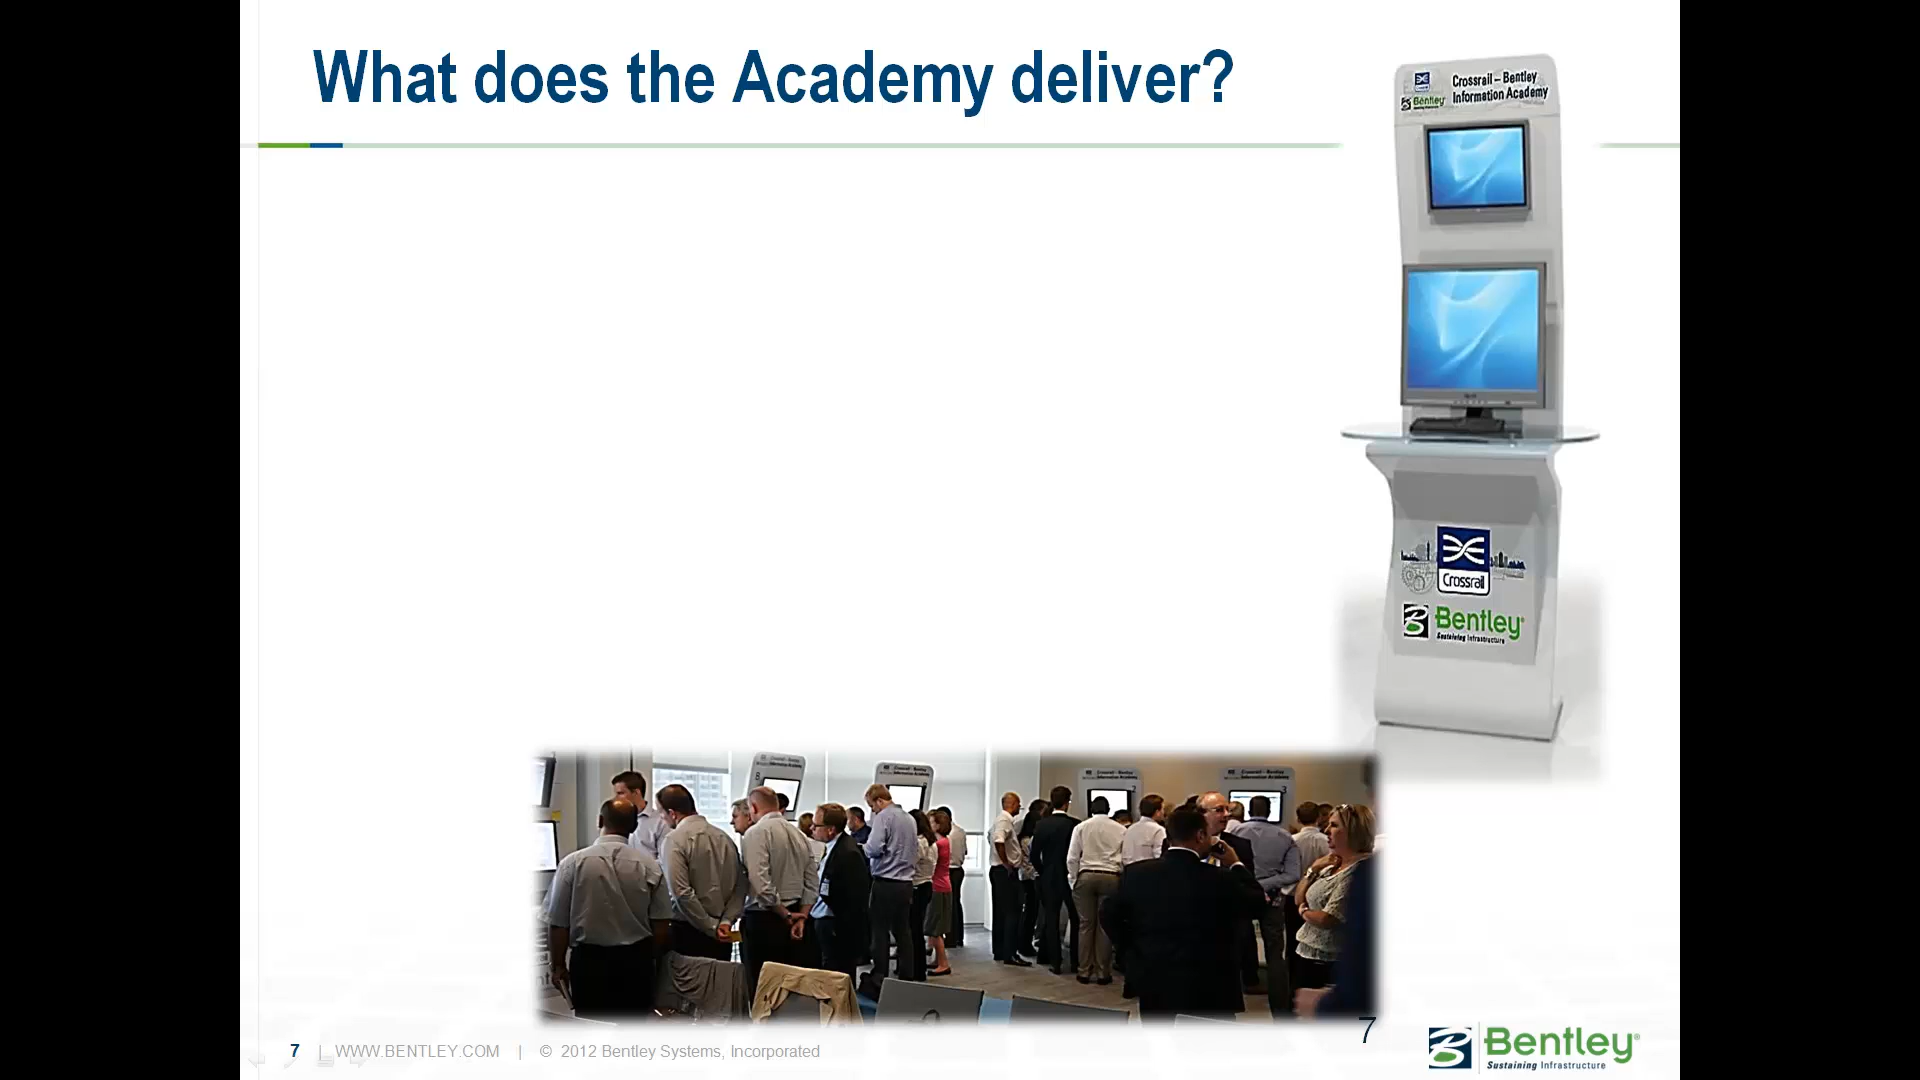 What does the Academy deliver?
Crossrail – Bentley
Information Academy
Bentley
Crossrail
Bentley
Sustaining Infrastructure
7
7 | WWW.BENTLEY.COM | © 2012 Bentley Systems, Incorporated
Bentley
Sustaining Infrastructure